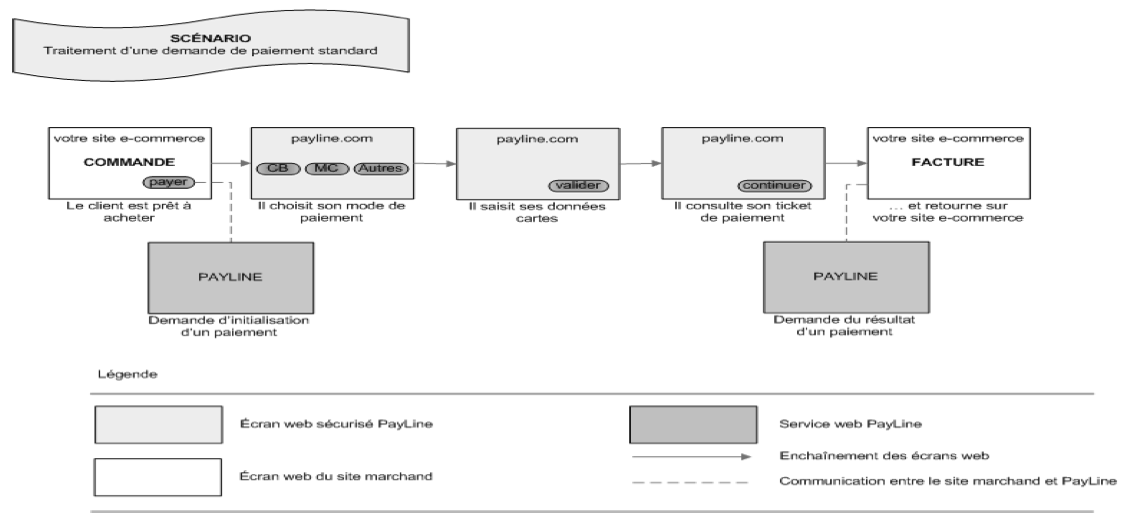 SCÉNARIO
Traitement d'une demande de paiement standard
votre site e-commerce
COMMANDE
payer
Le client est prêt à
acheter
payline.com
CB
MC
Autres
Il choisit son mode de
paiement
payline.com
valider
Il saisit ses données
cartes
payline.com
continuer
Il consulte son ticket
de paiement
votre site e-commerce
FACTURE
… et retourne sur
votre site e-commerce
PAYLINE
Demande d'initialisation
d'un paiement
PAYLINE
Demande du résultat
d'un paiement
Légende
Écran web sécurisé PayLine
Écran web du site marchand
Service web PayLine
Enchaînement des écrans web
Communication entre le site marchand et PayLine